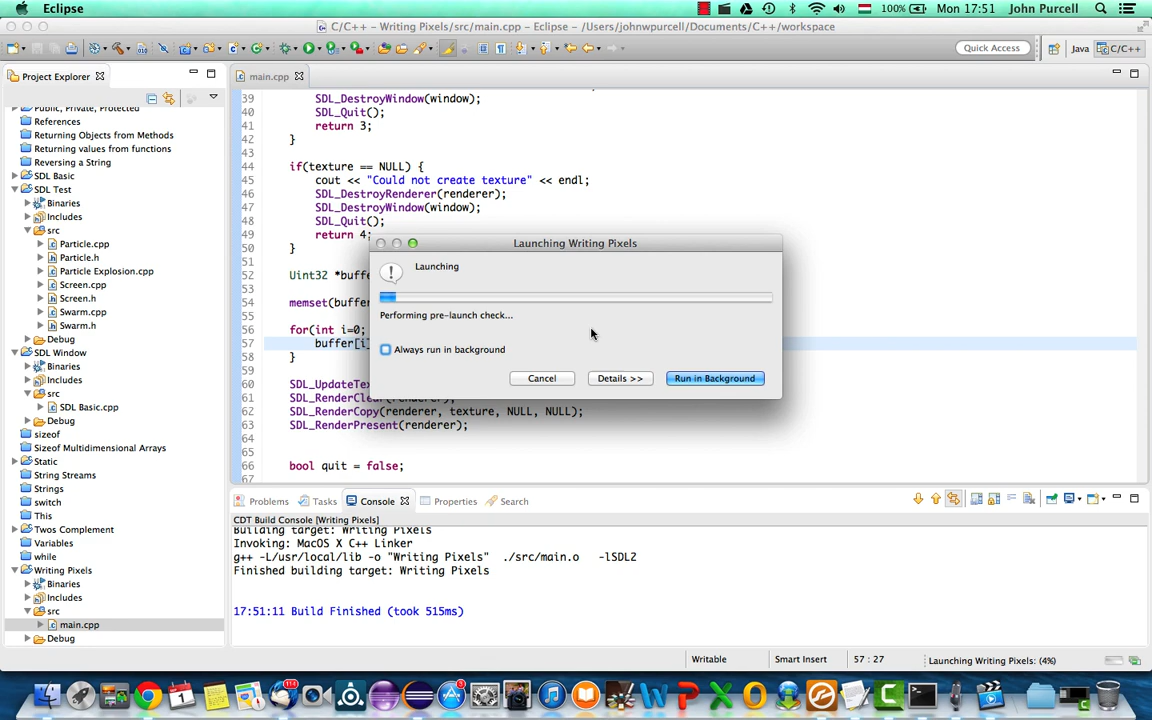 Eclipse
100%
Mon 17:51
John Purcell
C/C++ - Writing Pixels/src/main.cpp - Eclipse - /Users/johnwpurcell/Documents/C++/workspace
Quick Access
Java
C/C++
Project Explorer
main.cpp
Public, Private, Protected
References
Returning Objects from Methods
Returning values from functions
Reversing a String
SDL Basic
SDL Test
Binaries
Includes
src
Particle.cpp
Particle.h
Particle Explosion.cpp
Screen.cpp
Screen.h
Swarm.cpp
Swarm.h
Debug
SDL Window
Binaries
Includes
src
SDL Basic.cpp
Debug
sizeof
Sizeof Multidimensional Arrays
Static
String Streams
Strings
switch
This
Twos Complement
Variables
while
Writing Pixels
Binaries
Includes
src
main.cpp
Debug
39 SDL_DestroyWindow(window);
40 SDL_Quit();
41 return 3;
42 }
43
44 if(texture == NULL) {
45 cout << "Could not create texture" << endl;
46 SDL_DestroyRenderer(renderer);
47 SDL_DestroyWindow(window);
48 SDL_Quit();
49 return 4;
50 }
51
52 Uint32 *buffe
53
54 memset(buffer
55
56 for(int i=0;
57 buffer[i]
58 }
59
60 SDL_UpdateTex
61 SDL_RenderClear(renderer);
62 SDL_RenderCopy(renderer, texture, NULL, NULL);
63 SDL_RenderPresent(renderer);
64
65
66 bool quit = false;
67
Launching Writing Pixels
Launching
Performing pre-launch check...
Always run in background
Cancel
Details >>
Run in Background
Problems
Tasks
Console
Properties
Search
CDT Build Console [Writing Pixels]
Building target: Writing Pixels
Invoking: MacOS X C++ Linker
g++ -L/usr/local/lib -o "Writing Pixels" ./src/main.o -lSDL2
Finished building target: Writing Pixels
17:51:11 Build Finished (took 515ms)
Writable
Smart Insert
57 : 27
Launching Writing Pixels: (4%)